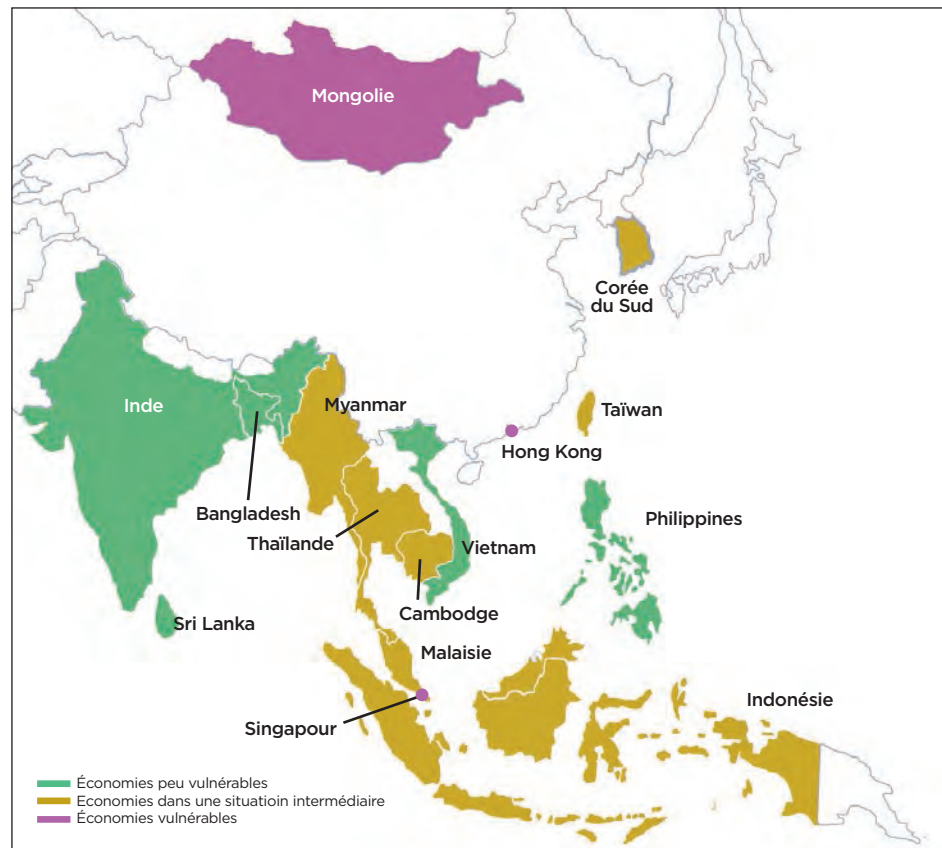 Mongolie
Corée
du Sud
Inde
Myanmar
Taïwan
Hong Kong
Bangladesh
Philippines
Thaïlande
Vietnam
Cambodge
Sri Lanka
Malaisie
Indonésie
Singapour
Économies peu vulnérables
Economies dans une situatioin intermédiaire
Économies vulnérables